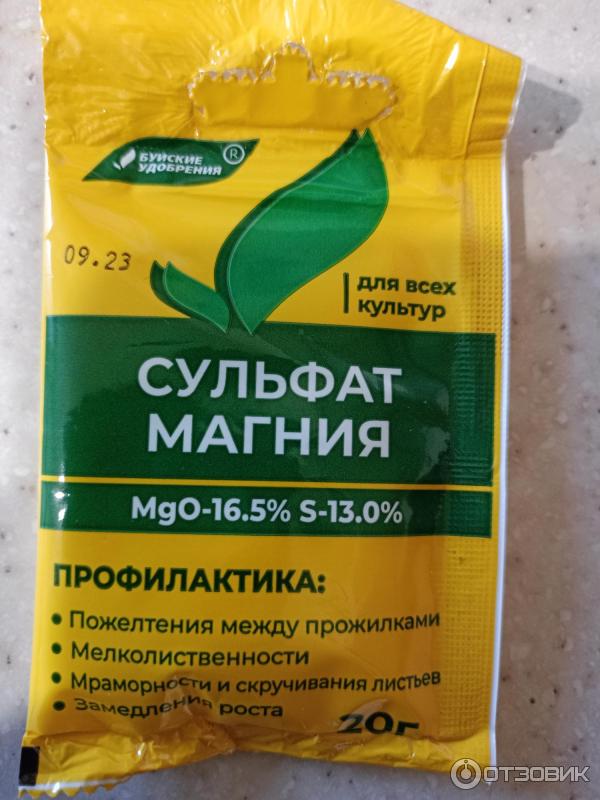 БУЙСКИЕ
УДОБРЕНИЯ ®
09.23
для всех
культур
СУЛЬФАТ
МАГНИЯ
MgO-16.5% S-13.0%
ПРОФИЛАКТИКА:
• Пожелтения между прожилками
• Мелколиственности
• Мраморности и скручивания листьев
• Замедления роста
20г
ОТЗОВИК